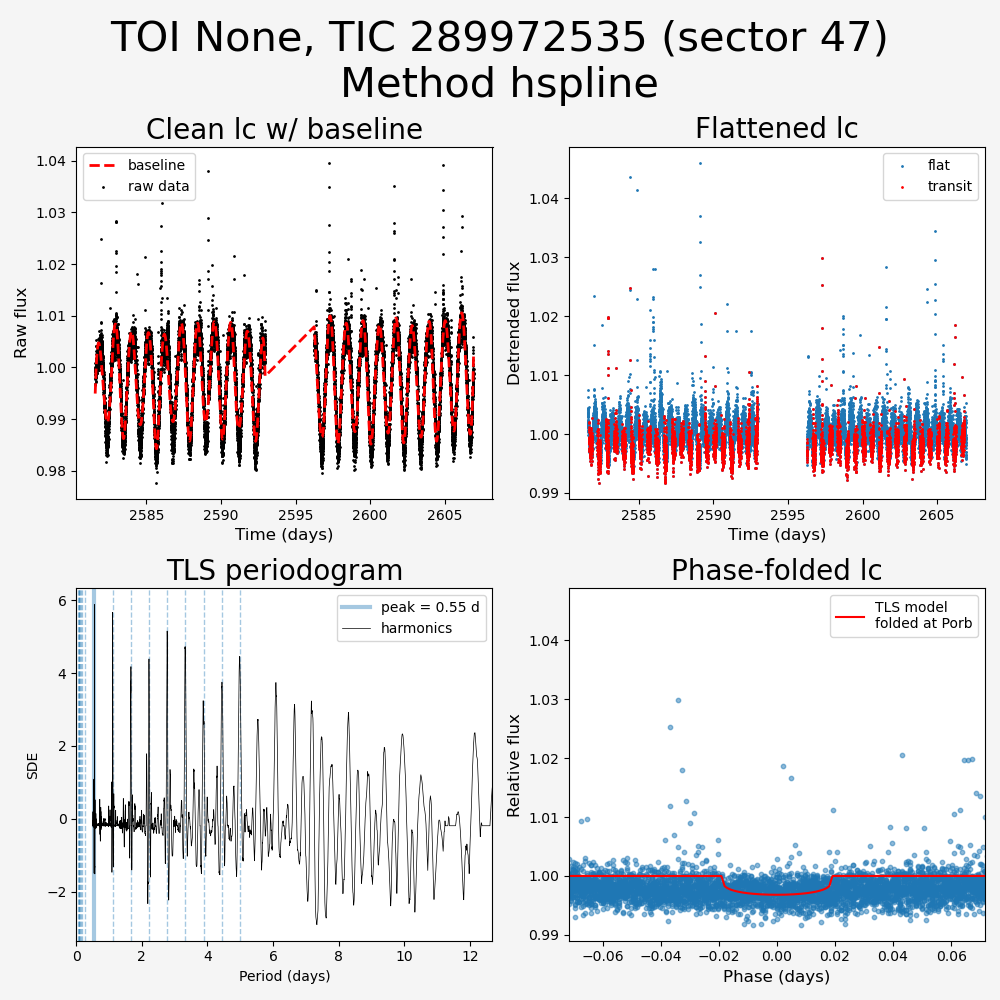 TOI None, TIC 289972535 (sector 47)
Method hspline
Clean lc w/ baseline
Flattened lc
baseline
raw data
flat
transit
1.04
1.03
1.02
1.01
1.00
0.99
0.98
Raw flux
1.04
1.03
1.02
1.01
1.00
0.99
Detrended flux
2585
2590
2595
2600
2605
Time (days)
2585
2590
2595
2600
2605
Time (days)
TLS periodogram
Phase-folded lc
peak = 0.55 d
harmonics
TLS model
folded at Porb
6
4
2
0
−2
SDE
1.04
1.03
1.02
1.01
1.00
0.99
Relative flux
0
2
4
6
8
10
12
Period (days)
−0.06
−0.04
−0.02
0.00
0.02
0.04
0.06
Phase (days)